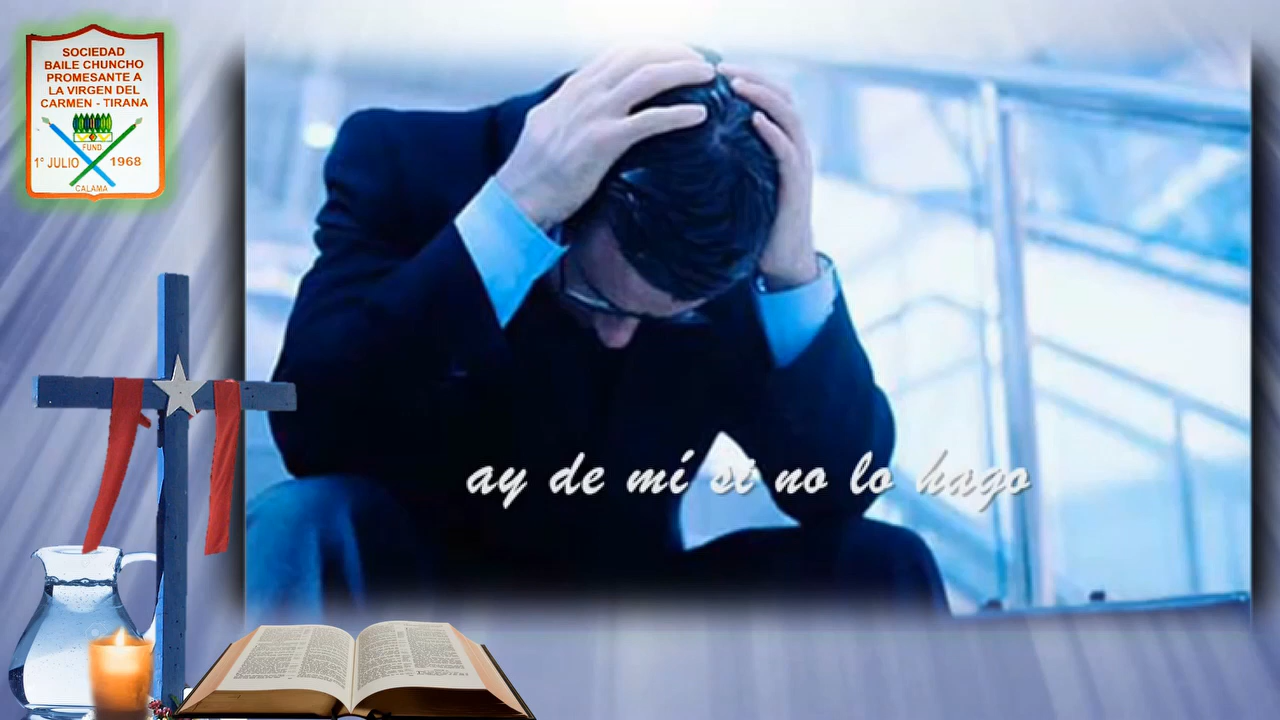 SOCIEDAD
BAILE CHUNCHO
PROMESANTE A
LA VIRGEN DEL
CARMEN - TIRANA
FUND
1° JULIO 1968
CALAMA
ay de mí si no lo hago